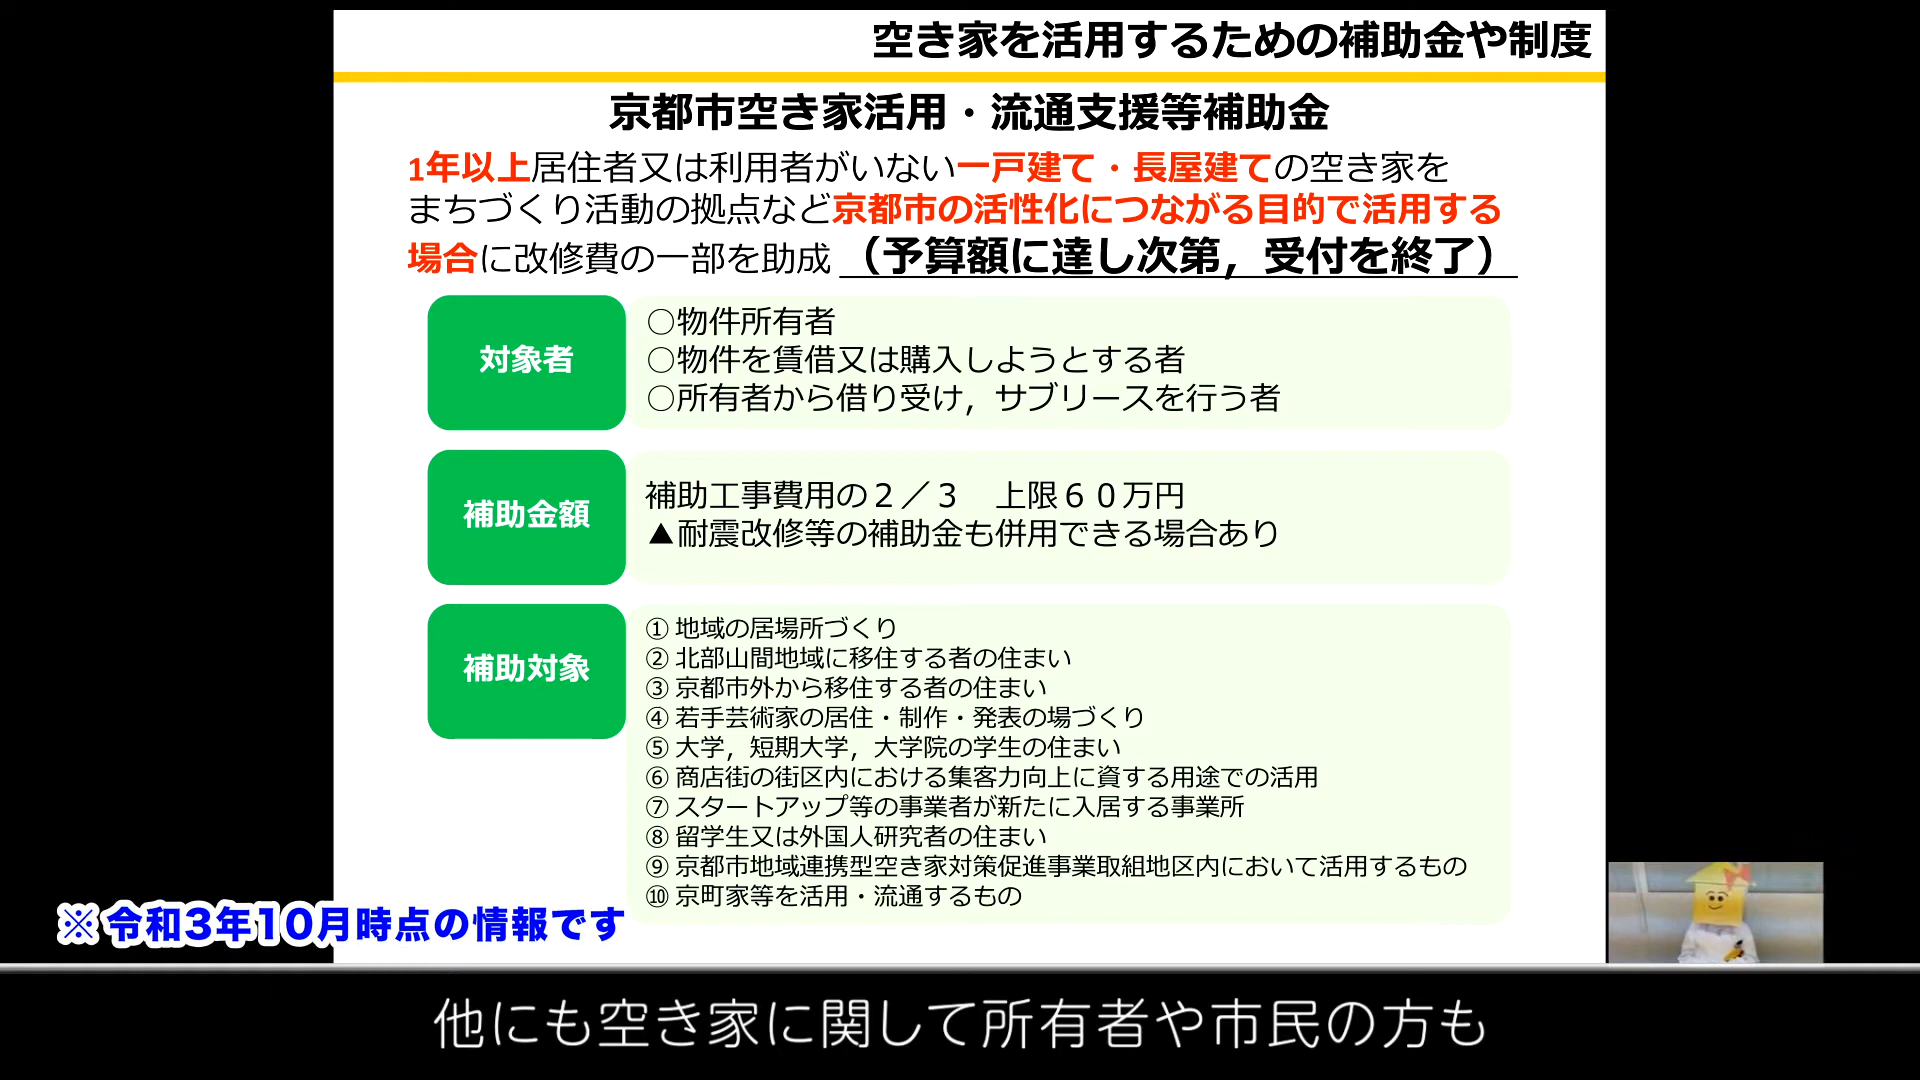 空き家を活用するための補助金や制度
京都市空き家活用・流通支援等補助金
1年以上居住者又は利用者がいない一戸建て・長屋建ての空き家を
まちづくり活動の拠点など京都市の活性化につながる目的で活用する
場合に改修費の一部を助成（予算額に達し次第，受付を終了）
対象者
○物件所有者
○物件を賃借又は購入しようとする者
○所有者から借り受け，サブリースを行う者
補助金額
補助工事費用の２／３　上限６０万円
▲耐震改修等の補助金も併用できる場合あり
補助対象
① 地域の居場所づくり
② 北部山間地域に移住する者の住まい
③ 京都市外から移住する者の住まい
④ 若手芸術家の居住・制作・発表の場づくり
⑤ 大学，短期大学，大学院の学生の住まい
⑥ 商店街の街区内における集客力向上に資する用途での活用
⑦ スタートアップ等の事業者が新たに入居する事業所
⑧ 留学生又は外国人研究者の住まい
⑨ 京都市地域連携型空き家対策促進事業取組地区内において活用するもの
⑩ 京町家等を活用・流通するもの
※令和3年10月時点の情報です
他にも空き家に関して所有者や市民の方も